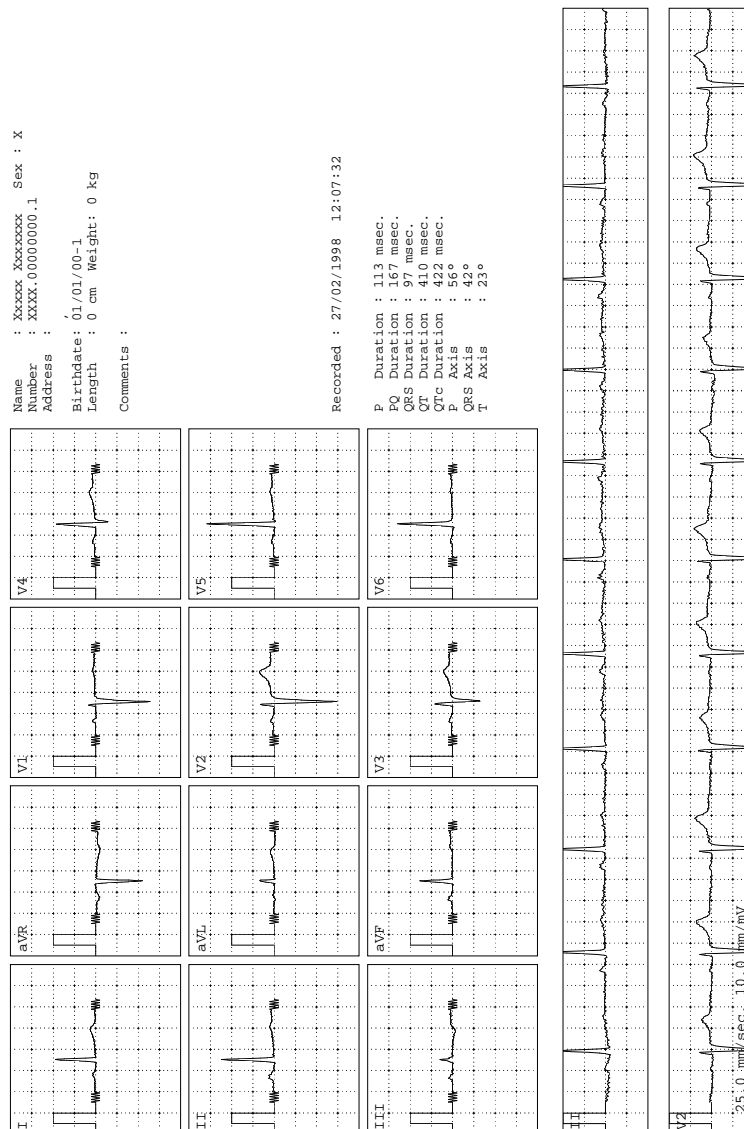 Name : Xxxxx Xxxxxxxx Sex : X
Number : XXXX.00000000.1
Address :
Birthdate: 01/01/00-1
Length : 0 cm Weight: 0 kg
Comments :
Recorded : 27/02/1998 12:07:32
P Duration : 113 msec.
PQ Duration : 167 msec.
QRS Duration : 97 msec.
QT Duration : 410 msec.
QTc Duration : 422 msec.
P Axis : 56°
QRS Axis : 42°
T Axis : 23°
I
aVR
V1
V4
II
aVL
V2
V5
III
aVF
V3
V6
II
V2
25.0 mm/sec, 10.0 mm/mV